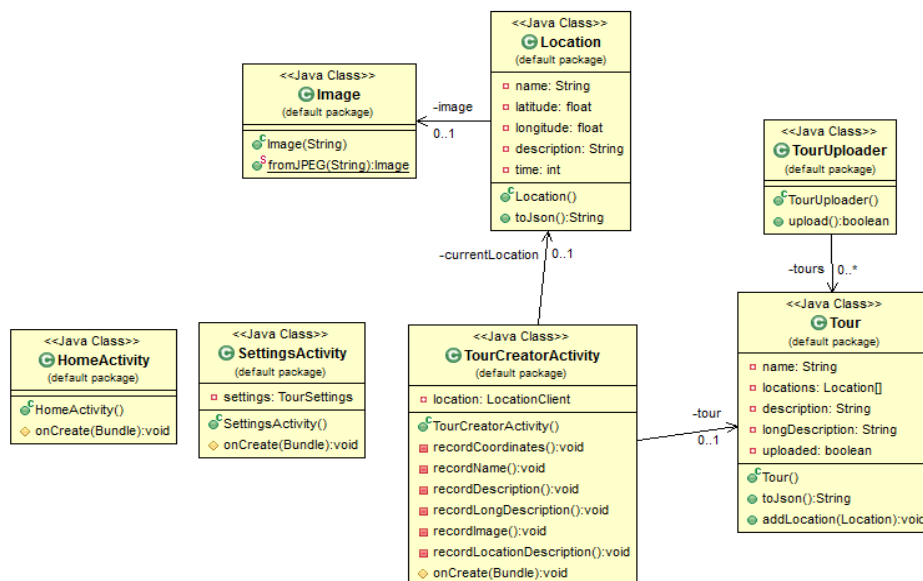 <<Java Class>>
Location
(default package)
name: String
latitude: float
longitude: float
description: String
time: int
Location()
toJson():String
<<Java Class>>
Image
(default package)
Image(String)
fromJPEG(String):Image
-image
0..1
<<Java Class>>
TourUploader
(default package)
TourUploader()
upload():boolean
-currentLocation
0..1
-tours
0..*
<<Java Class>>
HomeActivity
(default package)
HomeActivity()
onCreate(Bundle):void
<<Java Class>>
SettingsActivity
(default package)
settings: TourSettings
SettingsActivity()
onCreate(Bundle):void
<<Java Class>>
TourCreatorActivity
(default package)
location: LocationClient
TourCreatorActivity()
recordCoordinates():void
recordName():void
recordDescription():void
recordLongDescription():void
recordImage():void
recordLocationDescription():void
onCreate(Bundle):void
-tour
0..1
<<Java Class>>
Tour
(default package)
name: String
locations: Location[]
description: String
longDescription: String
uploaded: boolean
Tour()
toJson():String
addLocation(Location):void